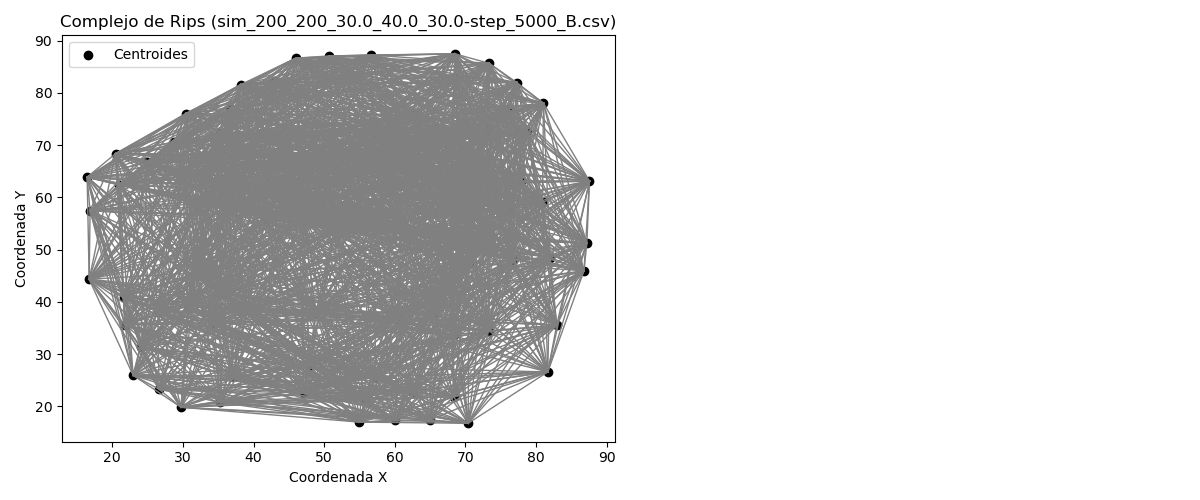 Complejo de Rips (sim_200_200_30.0_40.0_30.0-step_5000_B.csv)
90
Centroides
80
70
60
50
40
30
20
Coordenada Y
20 30 40 50 60 70 80 90
Coordenada X